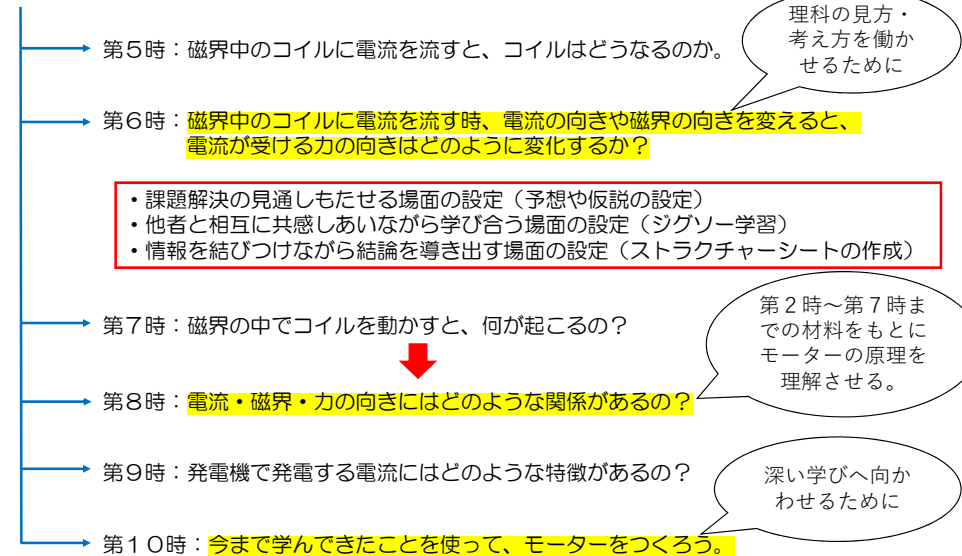 理科の見方・
考え方を働か
せるために
第5時：磁界中のコイルに電流を流すと、コイルはどうなるのか。
第6時：磁界中のコイルに電流を流す時、電流の向きや磁界の向きを変えると、
電流が受ける力の向きはどのように変化するか？
・課題解決の見通しもたせる場面の設定（予想や仮説の設定）
・他者と相互に共感しあいながら学び合う場面の設定（ジグソー学習）
・情報を結びつけながら結論を導き出す場面の設定（ストラクチャーシートの作成）
第7時：磁界の中でコイルを動かすと、何が起こるの？
第２時～第７時ま
での材料をもとに
モーターの原理を
理解させる。
第8時：電流・磁界・力の向きにはどのような関係があるの？
第9時：発電機で発電する電流にはどのような特徴があるの？
深い学びへ向か
わせるために
第１０時：今まで学んできたことを使って、モーターをつくろう。